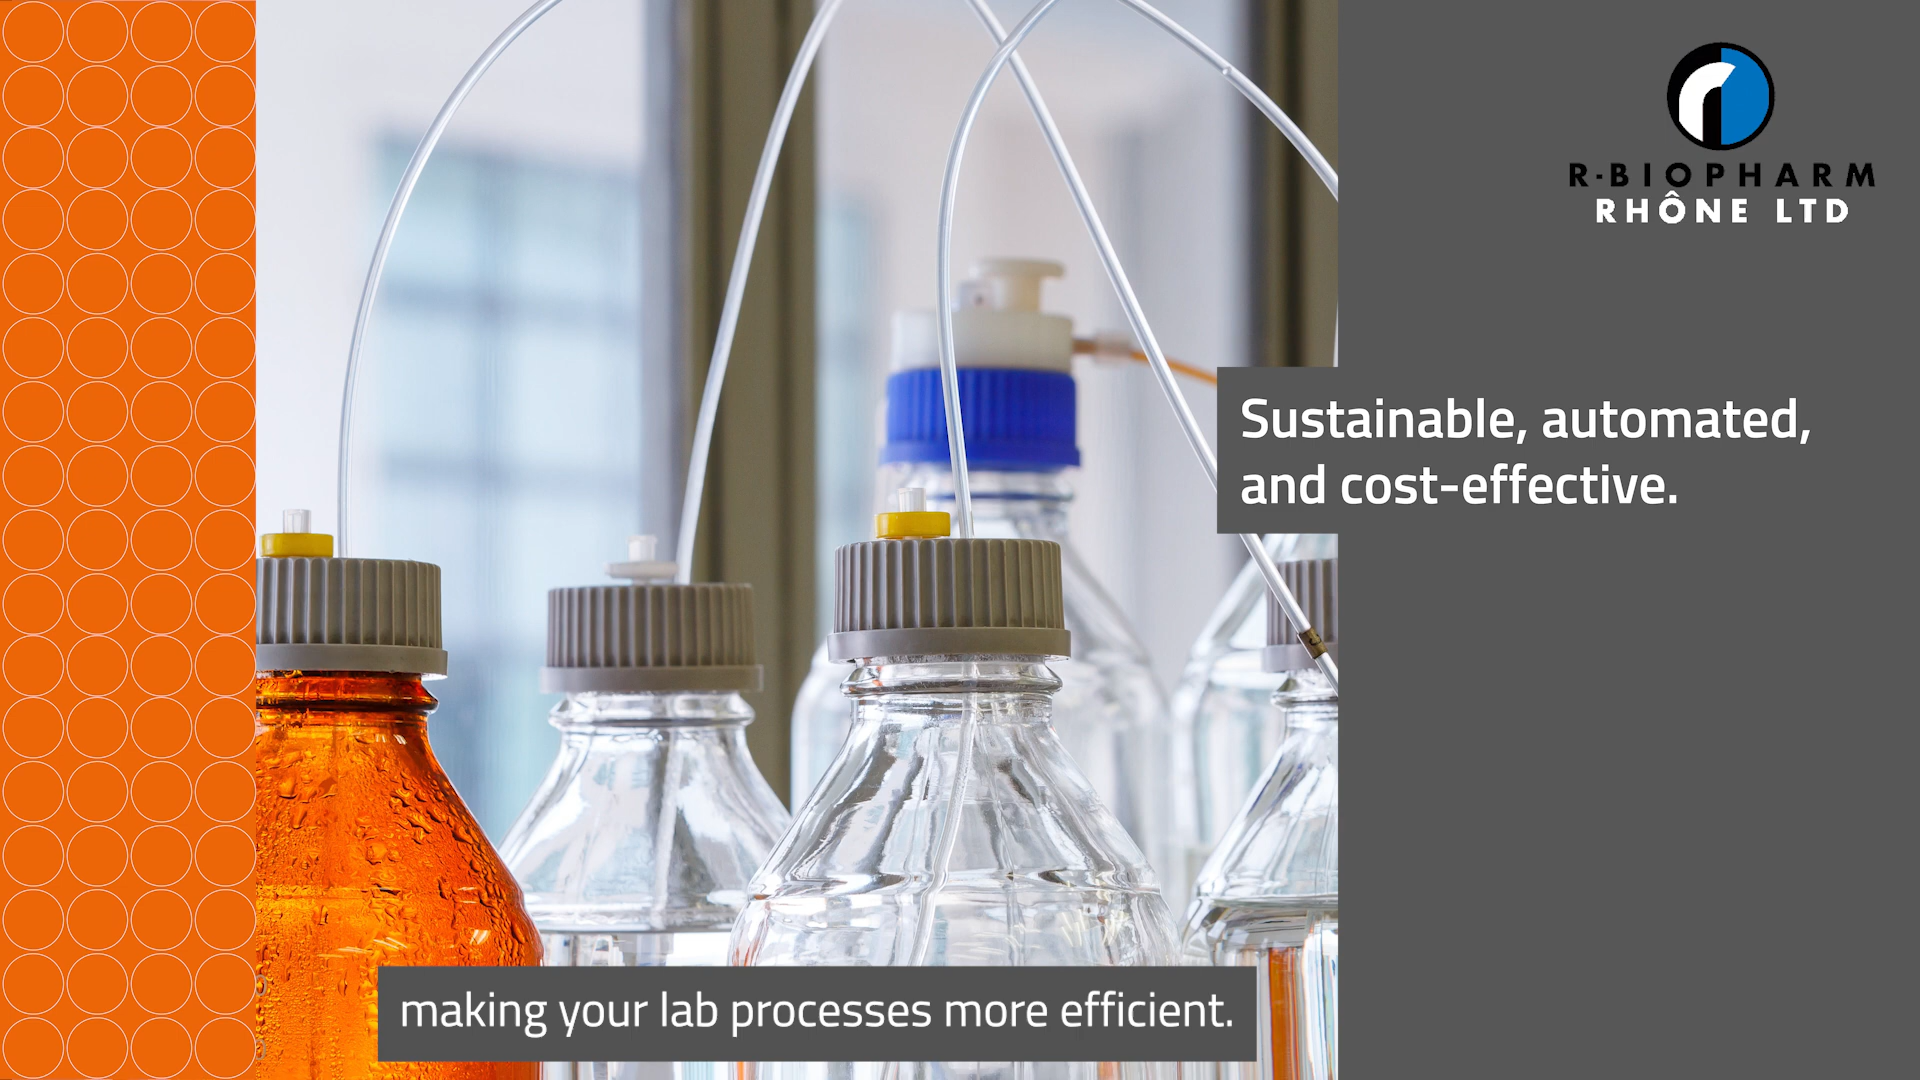 R·BIOPHARM
RHÔNE LTD
Sustainable, automated,
and cost-effective.
making your lab processes more efficient.